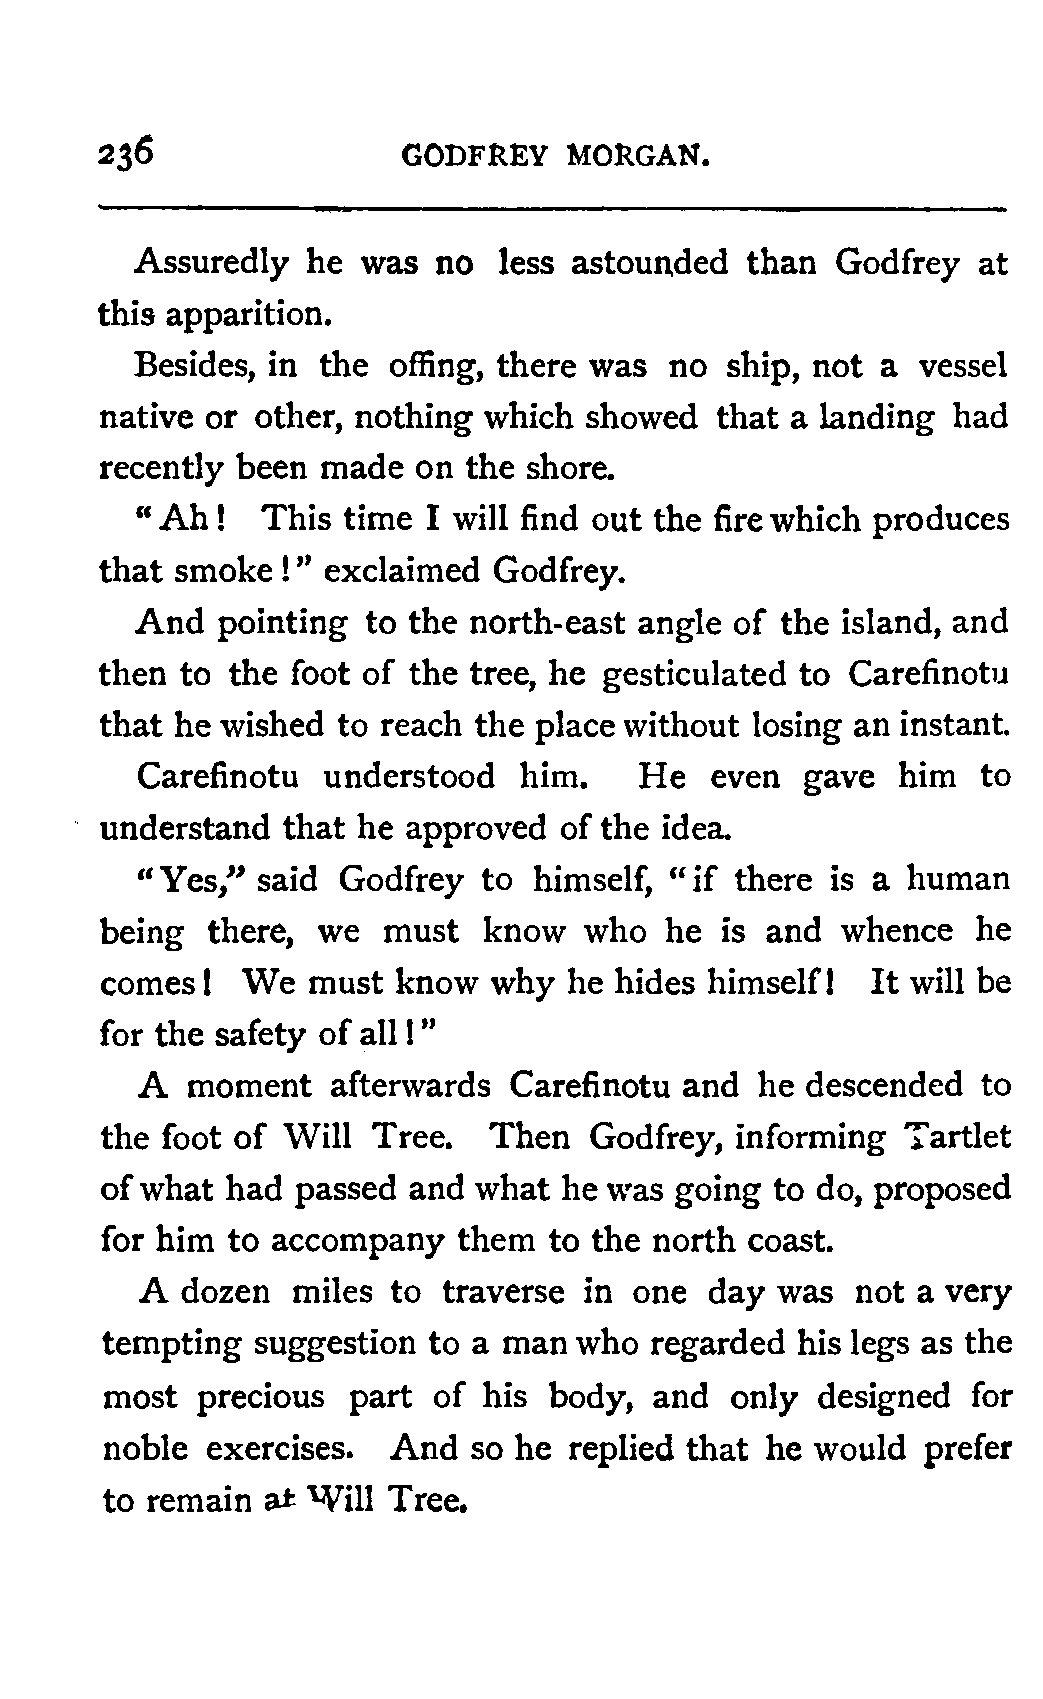 236 GODFREY MORGAN.
Assuredly he was no less astounded than Godfrey at
this apparition.
Besides, in the offing, there was no ship, not a vessel
native or other, nothing which showed that a landing had
recently been made on the shore.
“Ah! This time I will find out the fire which produces
that smoke!” exclaimed Godfrey.
And pointing to the north-east angle of the island, and
then to the foot of the tree, he gesticulated to Carefinotu
that he wished to reach the place without losing an instant.
Carefinotu understood him. He even gave him to
understand that he approved of the idea.
“Yes,” said Godfrey to himself, “if there is a human
being there, we must know who he is and whence he
comes! We must know why he hides himself! It will be
for the safety of all!”
A moment afterwards Carefinotu and he descended to
the foot of Will Tree. Then Godfrey, informing Tartlet
of what had passed and what he was going to do, proposed
for him to accompany them to the north coast.
A dozen miles to traverse in one day was not a very
tempting suggestion to a man who regarded his legs as the
most precious part of his body, and only designed for
noble exercises. And so he replied that he would prefer
to remain at Will Tree.